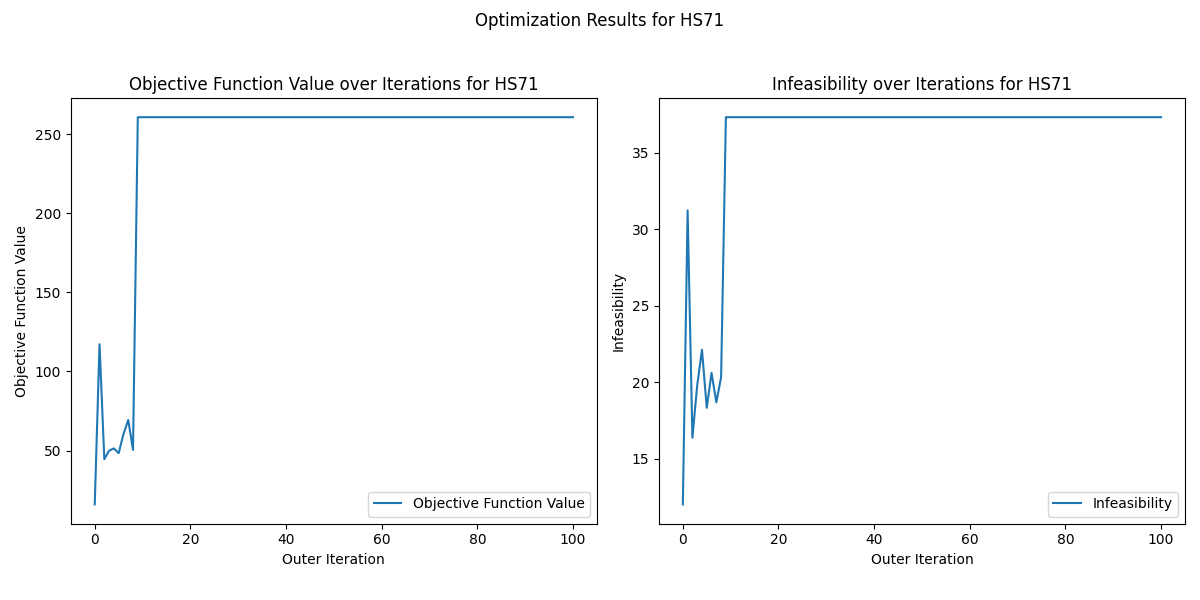 Optimization Results for HS71
Objective Function Value over Iterations for HS71
Objective Function Value
250
200
150
100
50
0
20
40
60
80
100
Outer Iteration
Objective Function Value
Infeasibility over Iterations for HS71
Infeasibility
35
30
25
20
15
0
20
40
60
80
100
Outer Iteration
Infeasibility